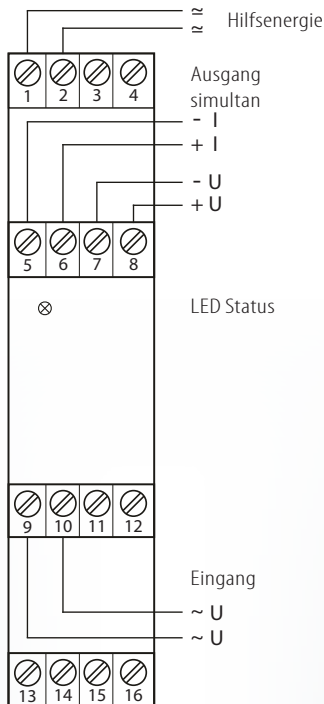 ≃
≃ Hilfsenergie
1 2 3 4
Ausgang
simultan
- I
+ I
- U
+ U
5 6 7 8
LED Status
9 10 11 12
Eingang
~ U
~ U
13 14 15 16